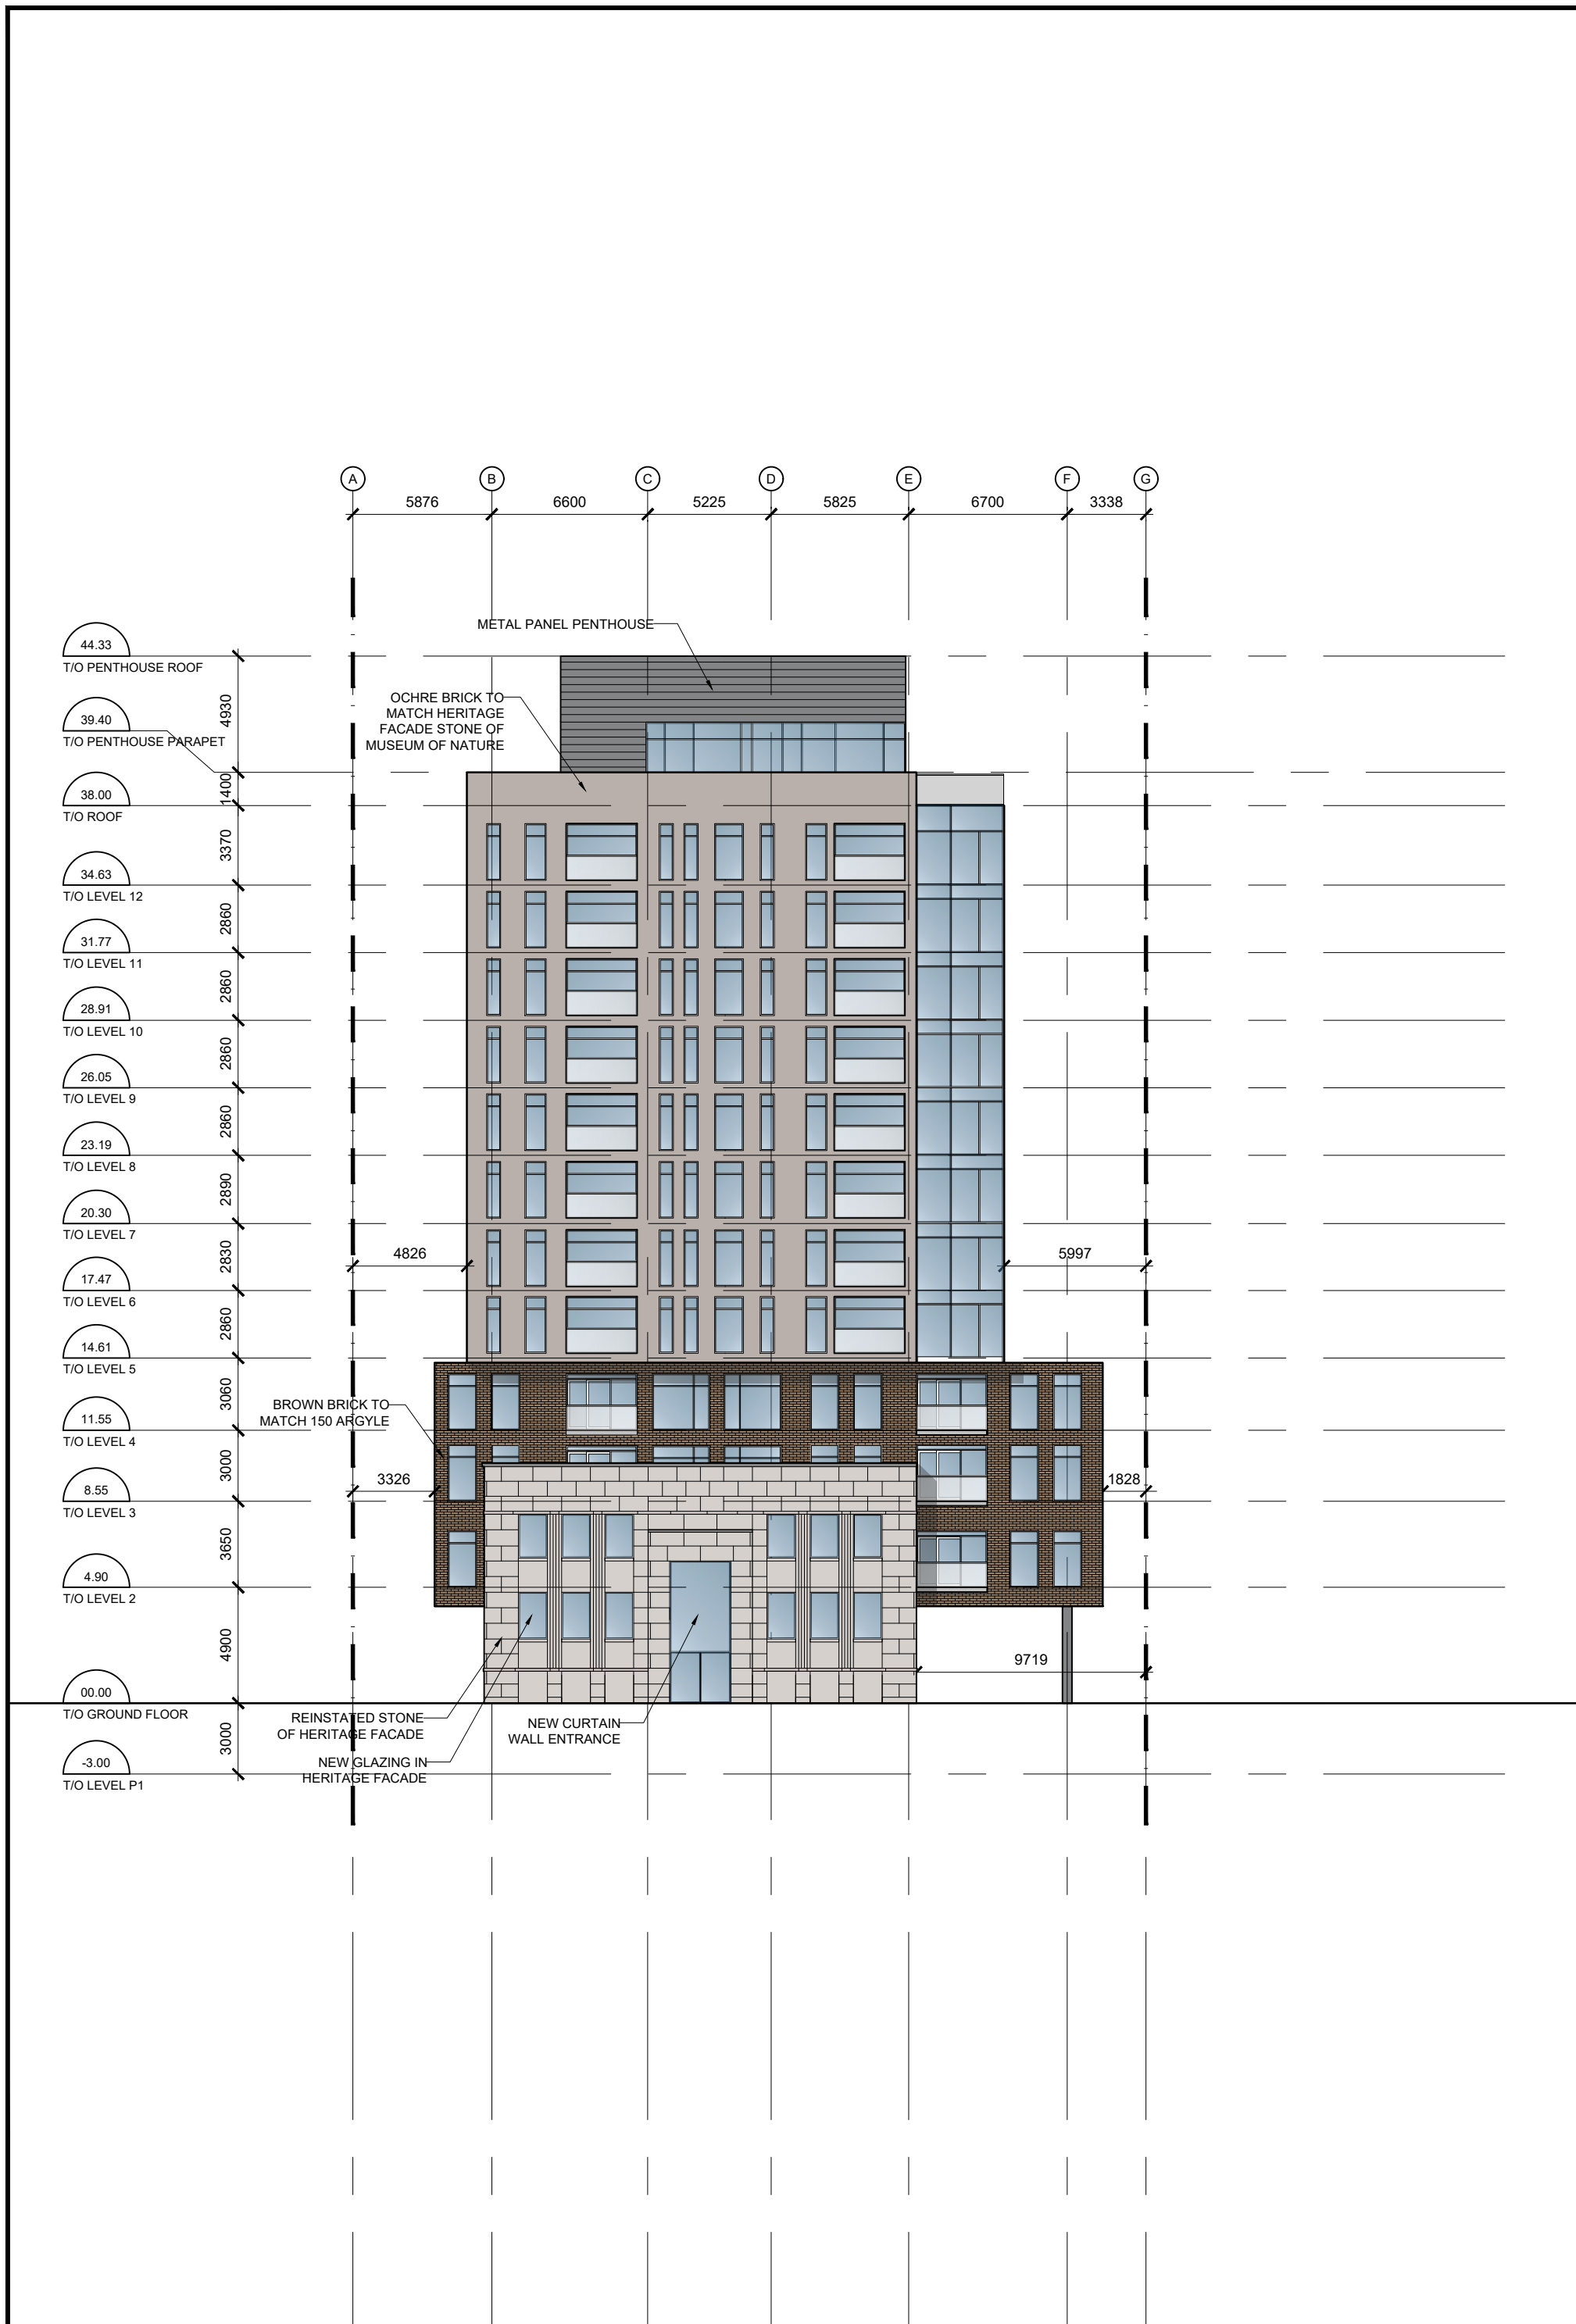 A B C D E F G
5876 6600 5225 5825 6700 3338
METAL PANEL PENTHOUSE
44.33
T/O PENTHOUSE ROOF
4930
OCHRE BRICK TO
MATCH HERITAGE
FACADE STONE OF
MUSEUM OF NATURE
39.40
T/O PENTHOUSE PARAPET
1400
38.00
T/O ROOF
3370
34.63
T/O LEVEL 12
2860
31.77
T/O LEVEL 11
2860
28.91
T/O LEVEL 10
2860
26.05
T/O LEVEL 9
2860
23.19
T/O LEVEL 8
2890
20.30
T/O LEVEL 7
2830
4826 5997
17.47
T/O LEVEL 6
2860
14.61
T/O LEVEL 5
3060
BROWN BRICK TO
MATCH 150 ARGYLE
11.55
T/O LEVEL 4
3000
3326 1828
8.55
T/O LEVEL 3
3650
4.90
T/O LEVEL 2
4900
9719
00.00
T/O GROUND FLOOR
3000
REINSTATED STONE
OF HERITAGE FACADE
NEW CURTAIN
WALL ENTRANCE
NEW GLAZING IN
HERITAGE FACADE
-3.00
T/O LEVEL P1